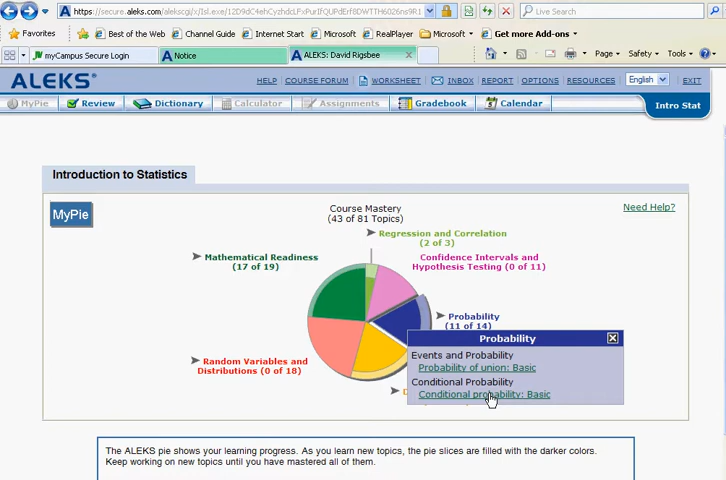 https://secure.aleks.com/alekscgi/x/Isl.exe/
Live Search
Favorites
Best of the Web
Channel Guide
Internet Start
Microsoft
RealPlayer
Microsoft
Get more Add-ons
myCampus Secure Login
Notice
ALEKS: David Rigsbee
Page
Safety
Tools
ALEKS®
HELP
COURSE FORUM
WORKSHEET
INBOX
REPORT
OPTIONS
RESOURCES
English
EXIT
MyPie
Review
Dictionary
Calculator
Assignments
Gradebook
Calendar
Intro Stat
Introduction to Statistics
MyPie
Need Help?
Course Mastery
(43 of 81 Topics)
Regression and Correlation
(2 of 3)
Mathematical Readiness
(17 of 19)
Confidence Intervals and
Hypothesis Testing (0 of 11)
Probability
(11 of 14)
Random Variables and
Distributions (0 of 18)
Probability
Events and Probability
Probability of union: Basic
Conditional Probability
Conditional probability: Basic
The ALEKS pie shows your learning progress. As you learn new topics, the pie slices are filled with the darker colors.
Keep working on new topics until you have mastered all of them.